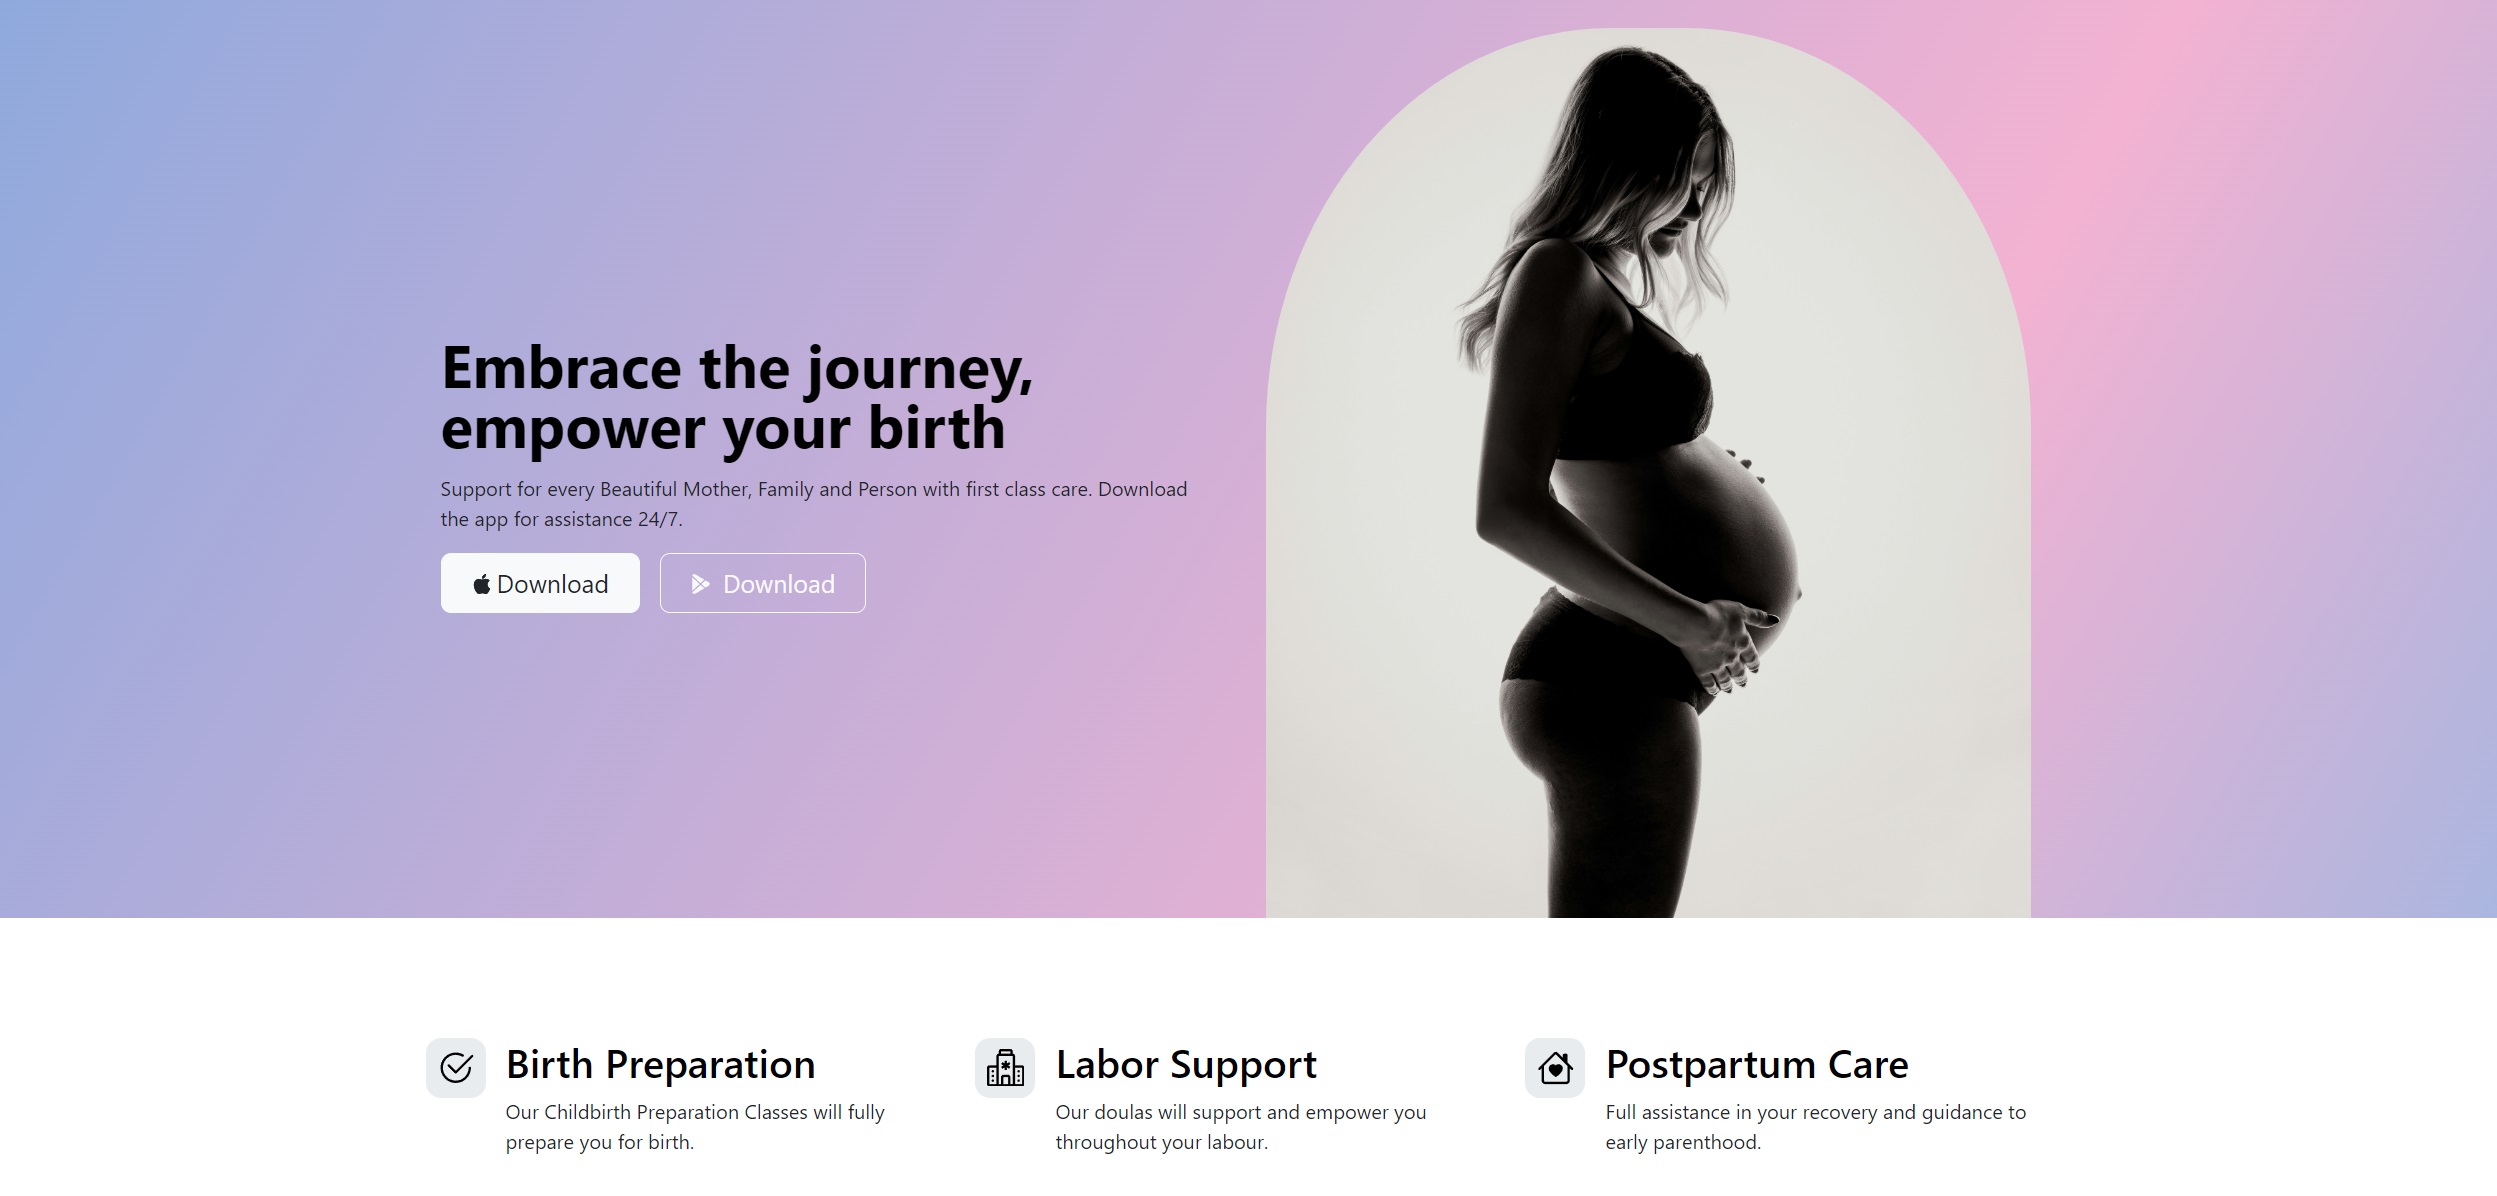 Embrace the journey,
empower your birth
Support for every Beautiful Mother, Family and Person with first class care. Download
the app for assistance 24/7.
Download
Download
Birth Preparation
Our Childbirth Preparation Classes will fully
prepare you for birth.
Labor Support
Our doulas will support and empower you
throughout your labour.
Postpartum Care
Full assistance in your recovery and guidance to
early parenthood.